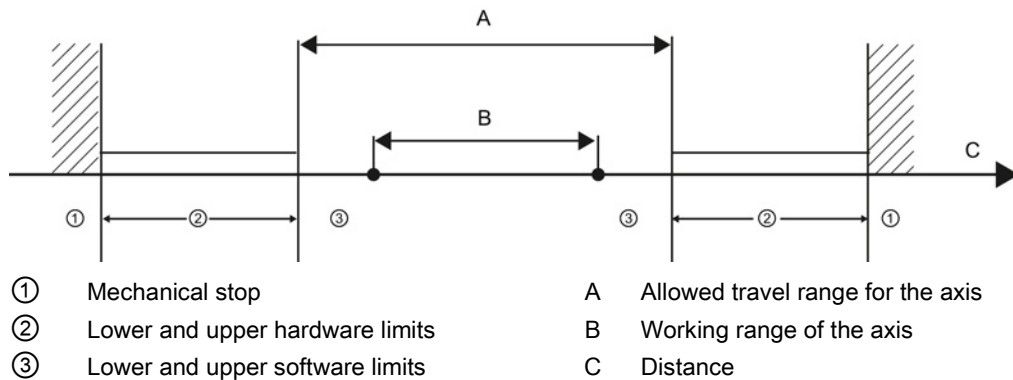 A
B
C
① ② ③ ③ ② ①
① Mechanical stop A Allowed travel range for the axis
② Lower and upper hardware limits B Working range of the axis
③ Lower and upper software limits C Distance